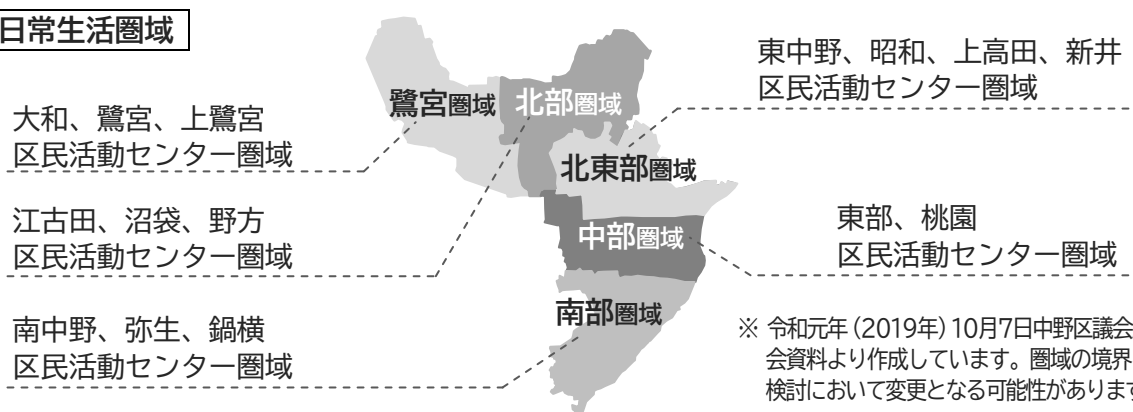 日常生活圏域
大和、鷺宮、上鷺宮
区民活動センター圏域
江古田、沼袋、野方
区民活動センター圏域
南中野、弥生、鍋横
区民活動センター圏域
鷺宮圏域
北部圏域
北東部圏域
中部圏域
南部圏域
東中野、昭和、上高田、新井
区民活動センター圏域
東部、桃園
区民活動センター圏域
※ 令和元年(2019年)10月7日中野区議会
会資料より作成しています。圏域の境界
検討において変更となる可能性があります